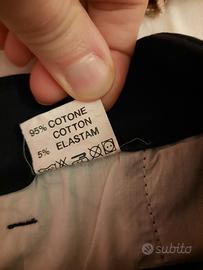 95% COTONE
COTTON
5% ELASTAM
subito